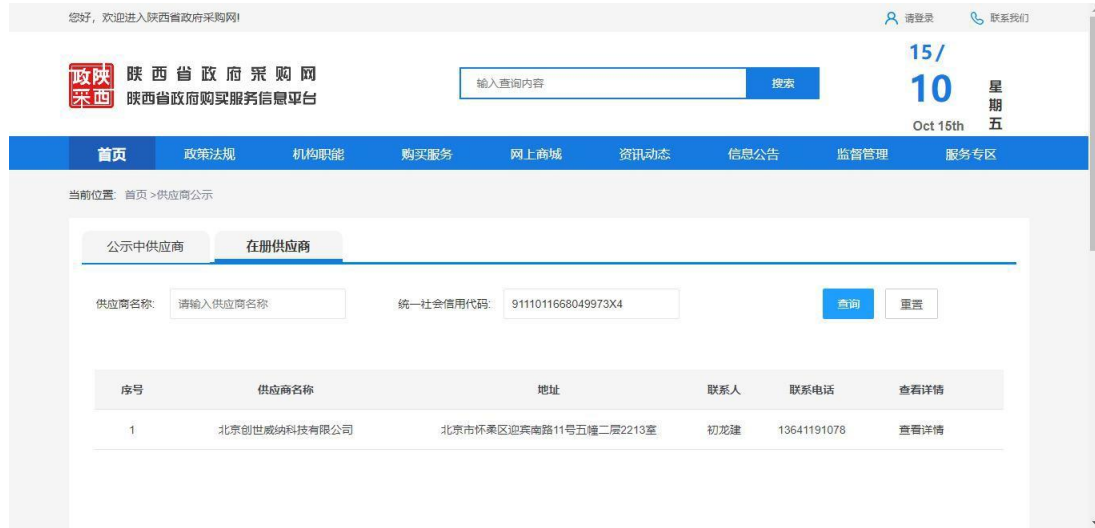 您好，欢迎进入陕西省政府采购网!
请登录 联系我们
政陕
采西
陕西省政府采购网
陕西省政府购买服务信息平台
输入查询内容 搜索
15/
10
Oct 15th
星期五
首页 政策法规 机构职能 购买服务 网上商城 资讯动态 信息公告 监督管理 服务专区
当前位置: 首页 >供应商公示
公示中供应商 在册供应商
供应商名称: 请输入供应商名称 统一社会信用代码: 9111011668049973X4 查询 重置
序号 供应商名称 地址 联系人 联系电话 查看详情
1 北京创世威纳科技有限公司 北京市怀柔区迎宾南路11号五幢二层2213室 初龙建 13641191078 查看详情